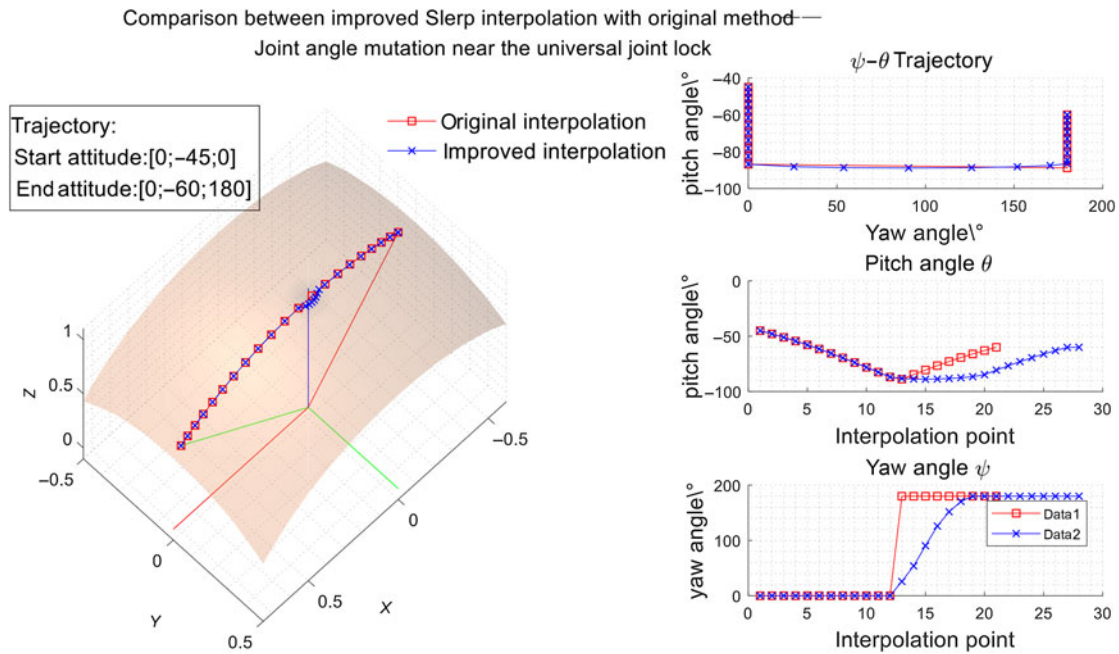 Comparison between improved Slerp interpolation with original method
Joint angle mutation near the universal joint lock
Trajectory:
Start attitude:[0;−45;0]
End attitude:[0;−60;180]
Original interpolation
Improved interpolation
1
0.5
0
Z
−0.5
0
0.5
Y
0.5
0
−0.5
X
ψ−θ Trajectory
−40
−60
−80
−100
pitch angle\°
0 50 100 150 200
Yaw angle\°
Pitch angle θ
0
−50
−100
pitch angle\°
0 5 10 15 20 25 30
Interpolation point
Yaw angle ψ
200
100
0
yaw angle\°
Data1
Data2
0 5 10 15 20 25 30
Interpolation point